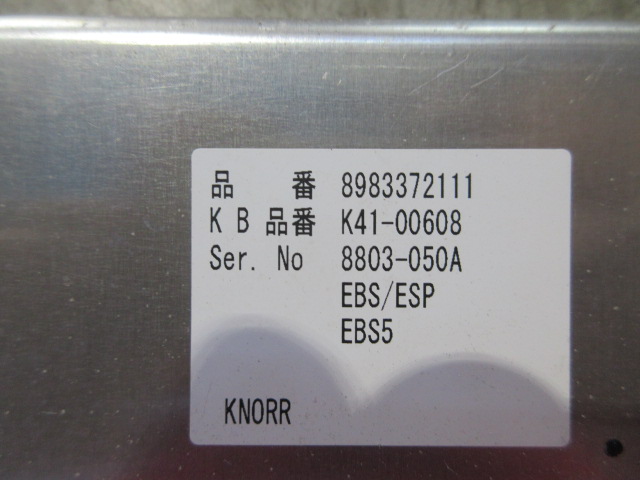 品 番 8983372111
K B 品番 K41-00608
Ser. No 8803-050A
EBS/ESP
EBS5
KNORR